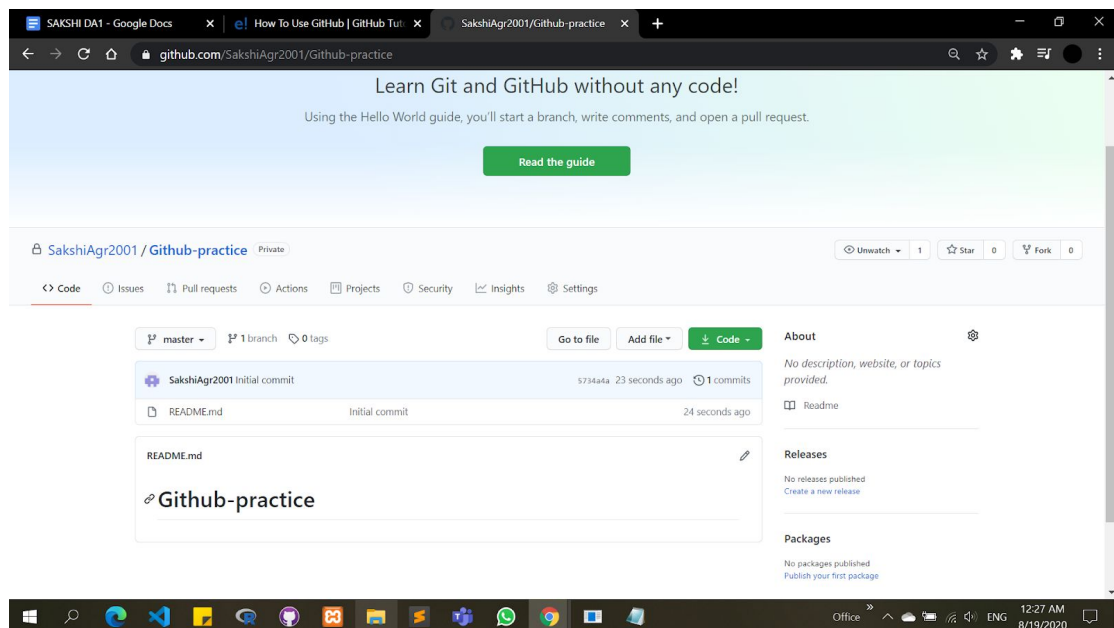 SAKSHI DA1 - Google Docs
How To Use GitHub | GitHub Tut
SakshiAgr2001/Github-practice
github.com/SakshiAgr2001/Github-practice
Learn Git and GitHub without any code!
Using the Hello World guide, you'll start a branch, write comments, and open a pull request.
Read the guide
SakshiAgr2001 / Github-practice Private
Unwatch 1 Star 0 Fork 0
Code Issues Pull requests Actions Projects Security Insights Settings
master 1 branch 0 tags Go to file Add file Code
About
No description, website, or topics
provided.
SakshiAgr2001 Initial commit 5734a4a 23 seconds ago 1 commits
README.md Initial commit 24 seconds ago
Readme
README.md
Github-practice
Releases
No releases published
Create a new release
Packages
No packages published
Publish your first package
Office ENG 12:27 AM
8/19/2020